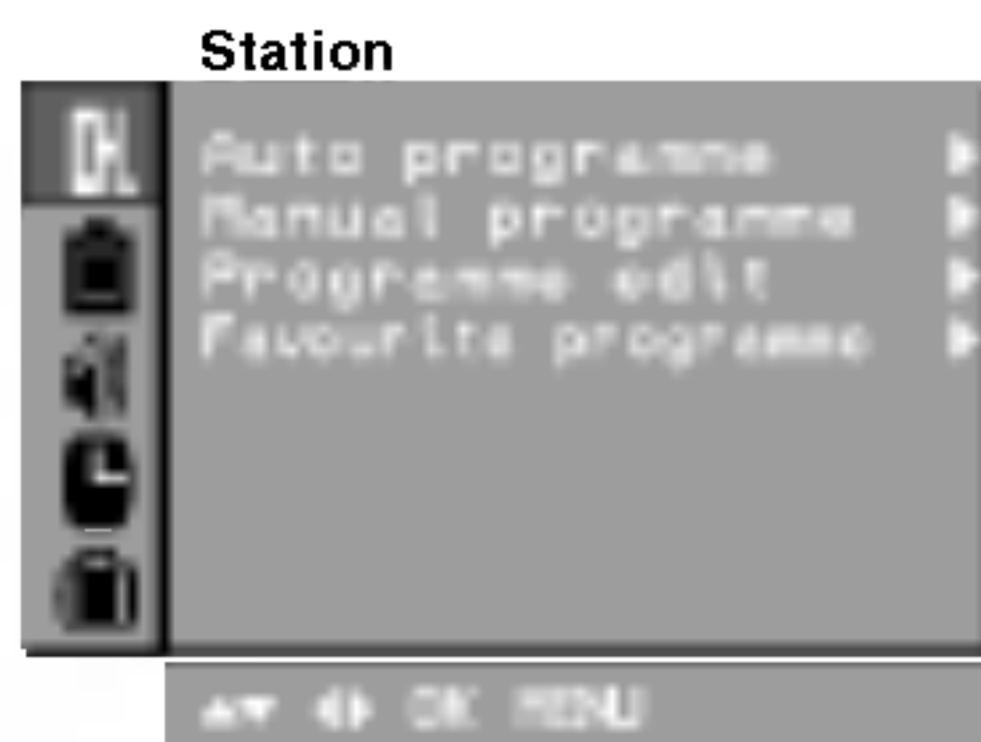 Station
CH.
Auto programme
Manual programme
Programme edit
Favourite programme
▲▼ ◀▶ OK MENU